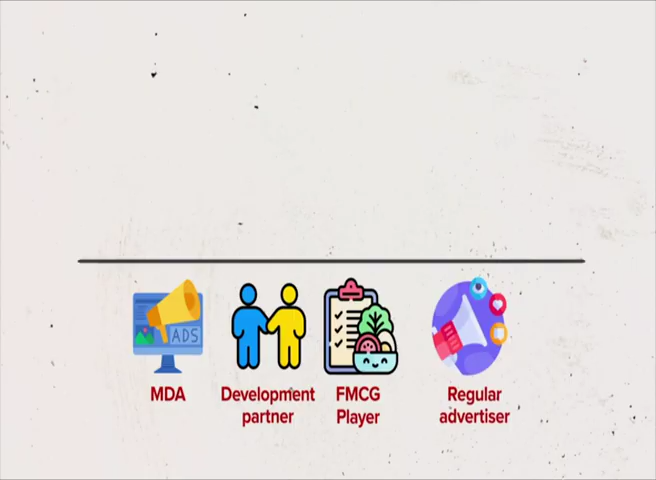 ADS
MDA
Development
partner
FMCG
Player
Regular
advertiser